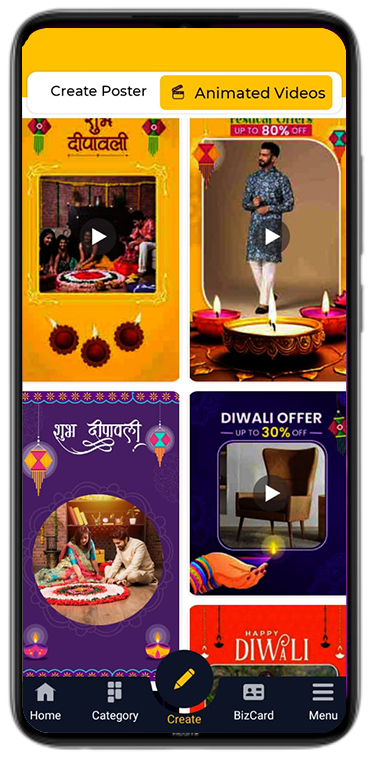 Create Poster
Animated Videos
शुभ
दीपावली
Festival Offers
UP TO 80% OFF
शुभ दीपावली
DIWALI OFFER
UP TO 30% OFF
HAPPY
DIWALI
Home
Category
Create
BizCard
Menu